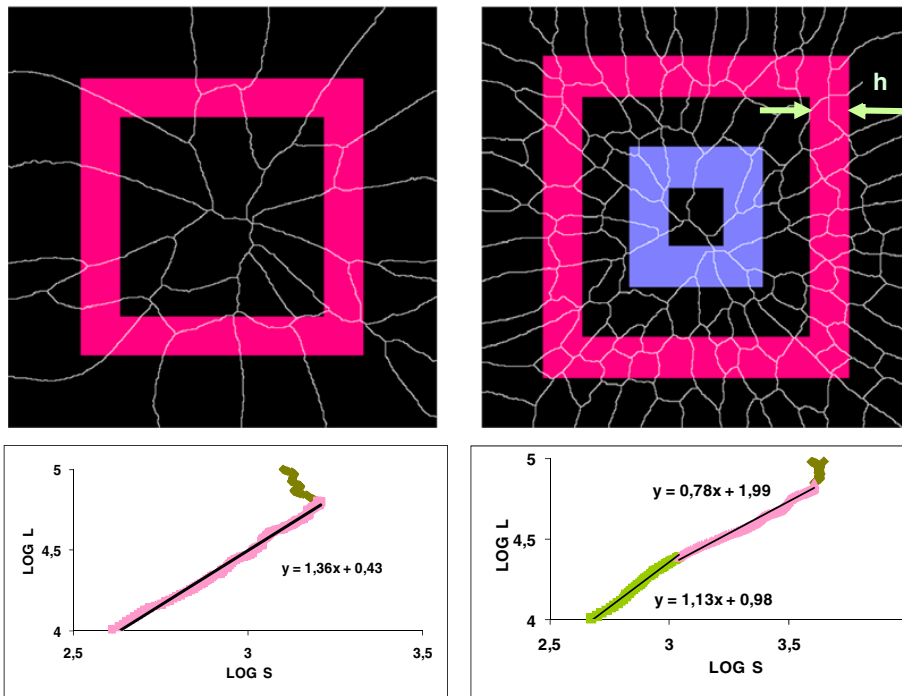 h
5
4,5
4
LOG L
y = 1,36x + 0,43
2,5
3
3,5
LOG S
5
4,5
4
LOG L
y = 0,78x + 1,99
y = 1,13x + 0,98
2,5
3
3,5
LOG S